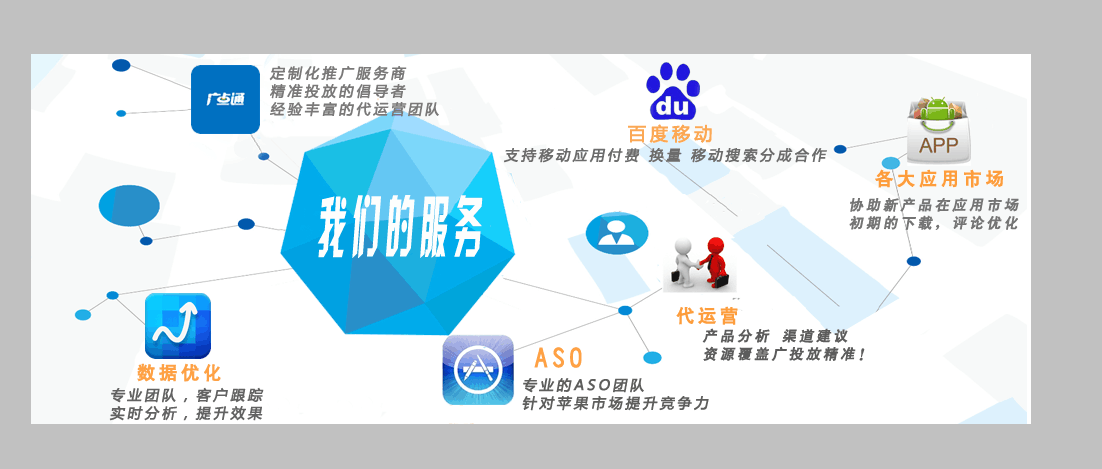 广点通
定制化推广服务商
精准投放的倡导者
经验丰富的代运营团队
du
百度移动
支持移动应用付费 换量 移动搜索分成合作
APP
各大应用市场
协助新产品在应用市场
初期的下载，评论优化
我们的服务
代运营
产品分析 渠道建议
资源覆盖广投放精准！
数据优化
专业团队，客户跟踪
实时分析，提升效果
ASO
专业的ASO团队
针对苹果市场提升竞争力